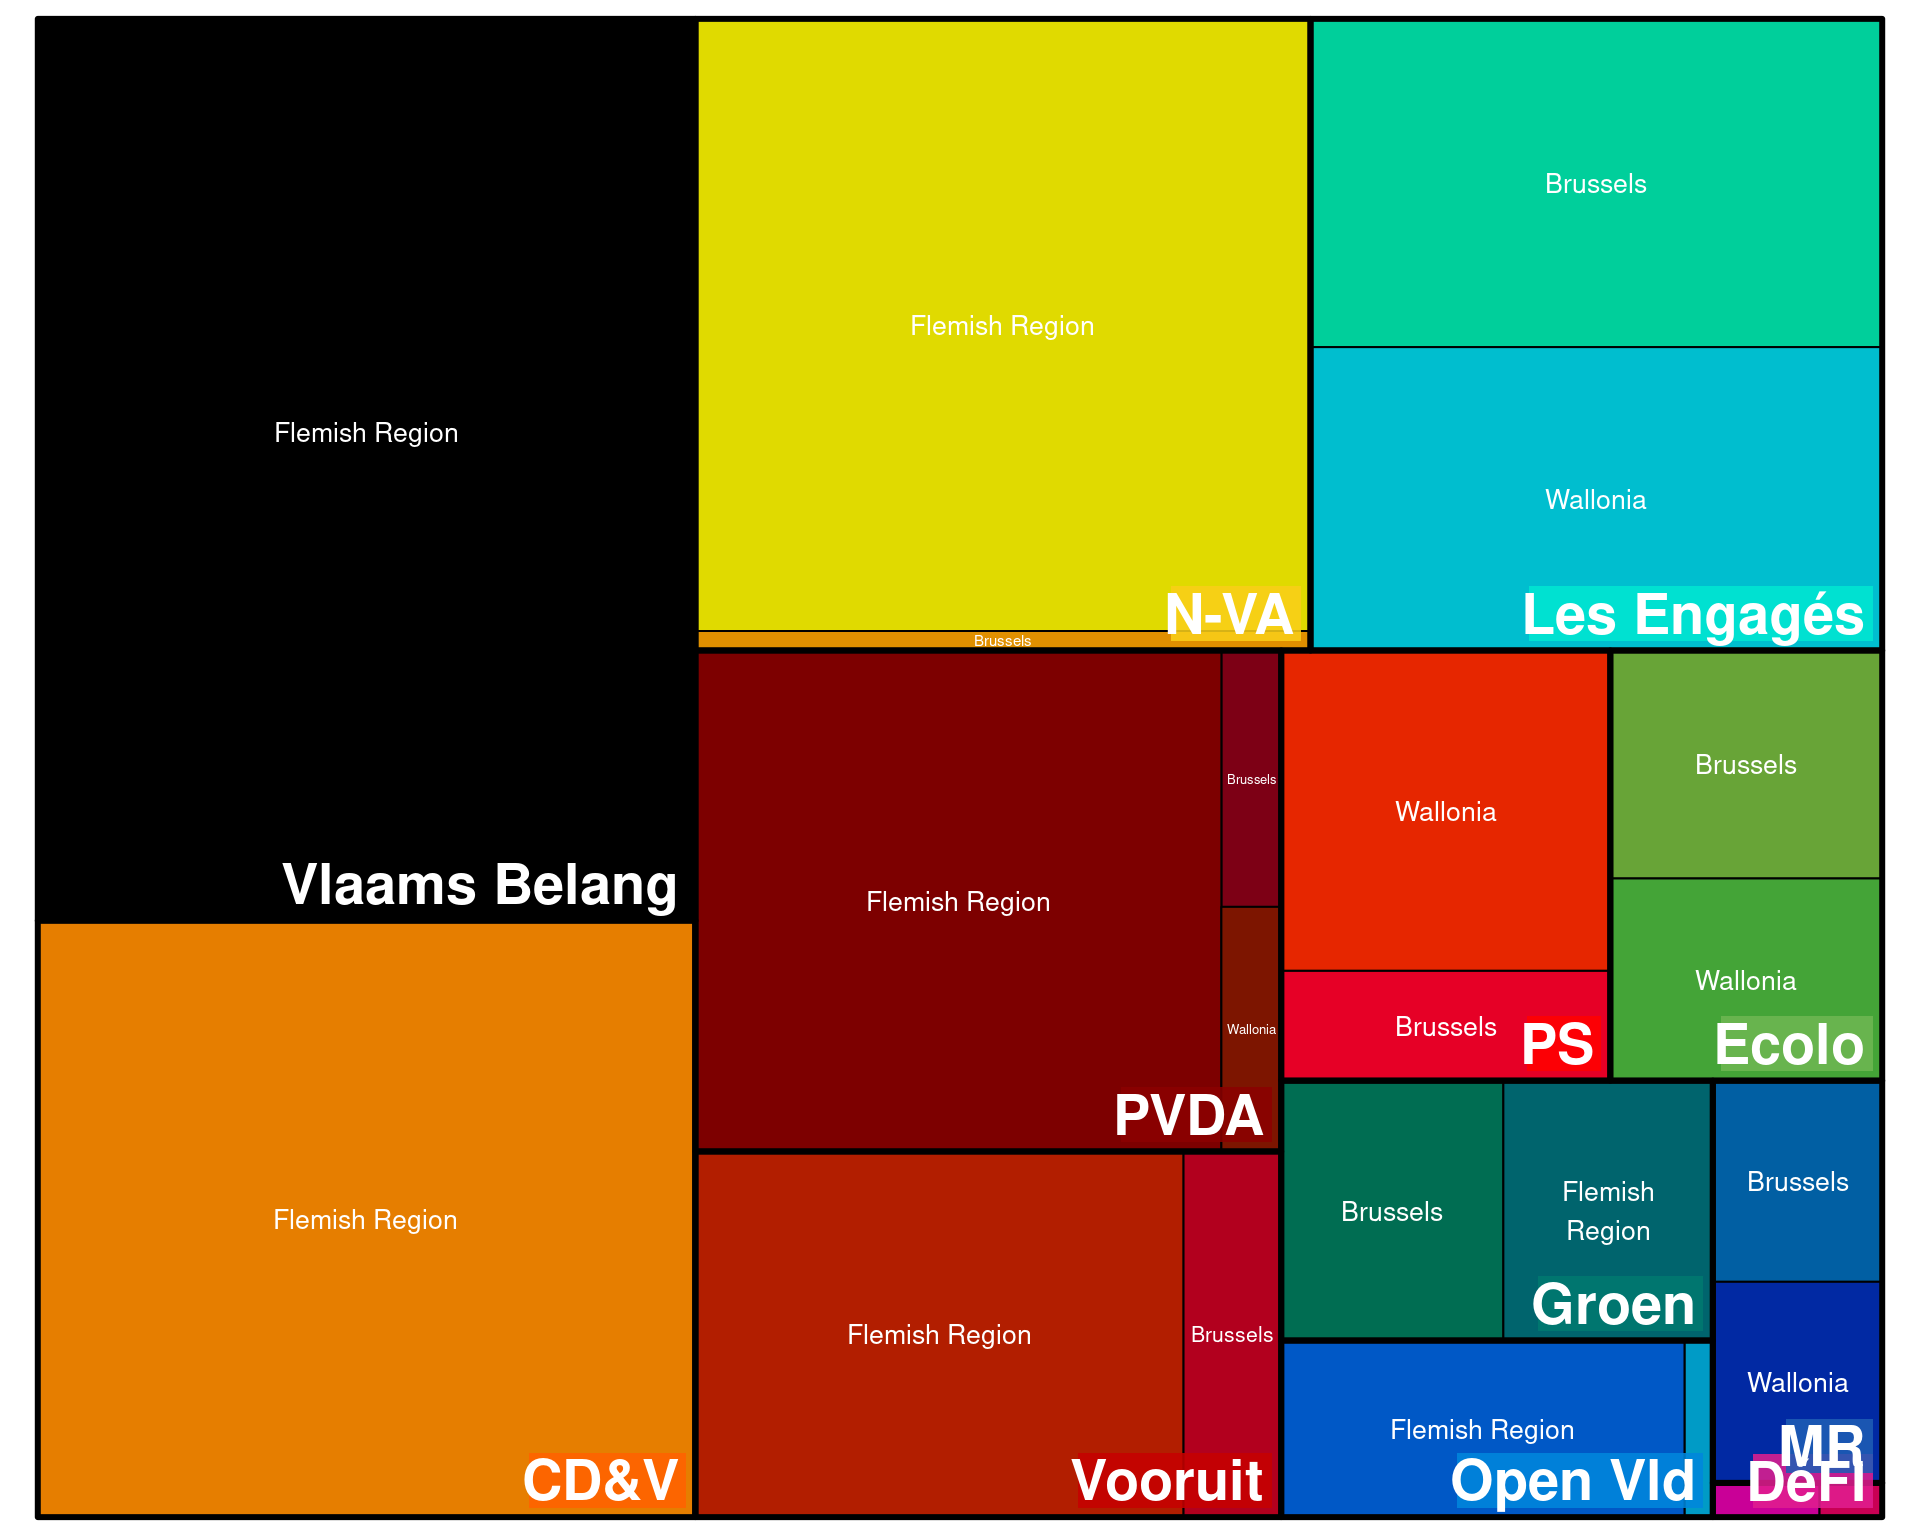 Flemish Region
Vlaams Belang
Flemish Region
CD&V
Flemish Region
Brussels
N-VA
Brussels
Wallonia
Les Engagés
Flemish Region
Brussels
Wallonia
PVDA
Flemish Region
Brussels
Vooruit
Wallonia
Brussels
PS
Brussels
Wallonia
Ecolo
Brussels
Flemish
Region
Groen
Flemish Region
Open Vld
Brussels
Wallonia
MR
DéFI